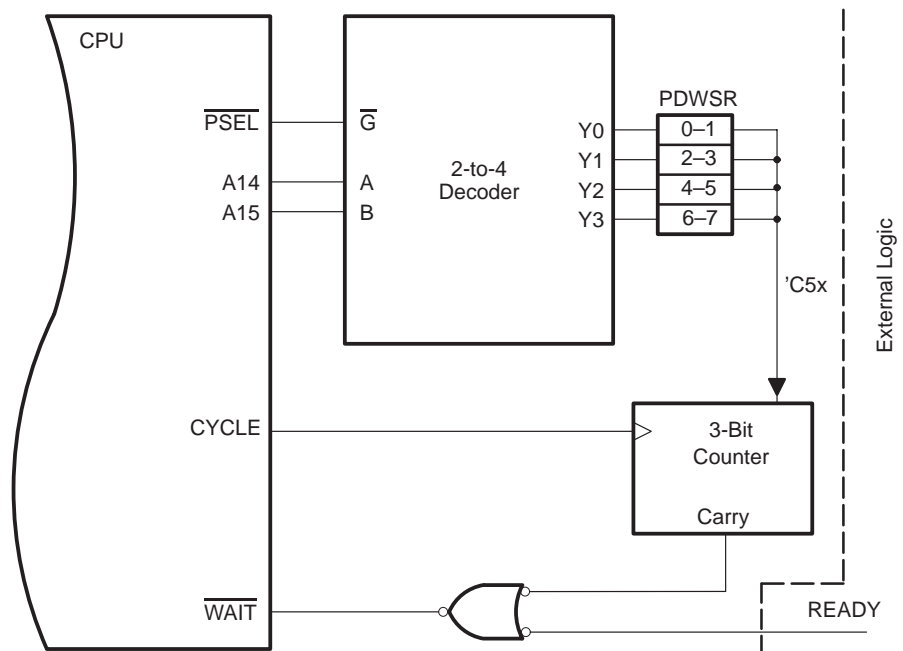 CPU
PSEL
A14
A15
CYCLE
WAIT
G
A
B
2-to-4
Decoder
Y0
Y1
Y2
Y3
PDWSR
0–1
2–3
4–5
6–7
'C5x
External Logic
3-Bit
Counter
Carry
READY